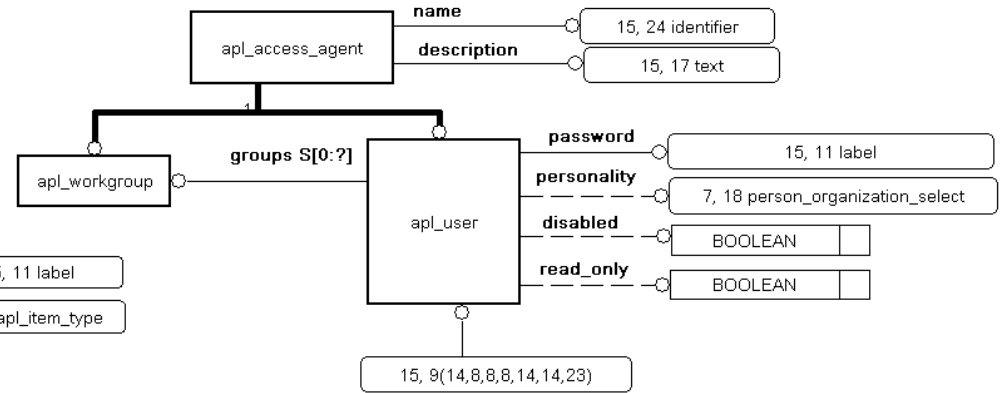 name
15, 24 identifier
apl_access_agent
description
15, 17 text
1
groups S[0:?]
password
15, 11 label
apl_workgroup
personality
7, 18 person_organization_select
apl_user
disabled
BOOLEAN
read_only
BOOLEAN
, 11 label
apl_item_type
15, 9(14,8,8,8,14,14,23)